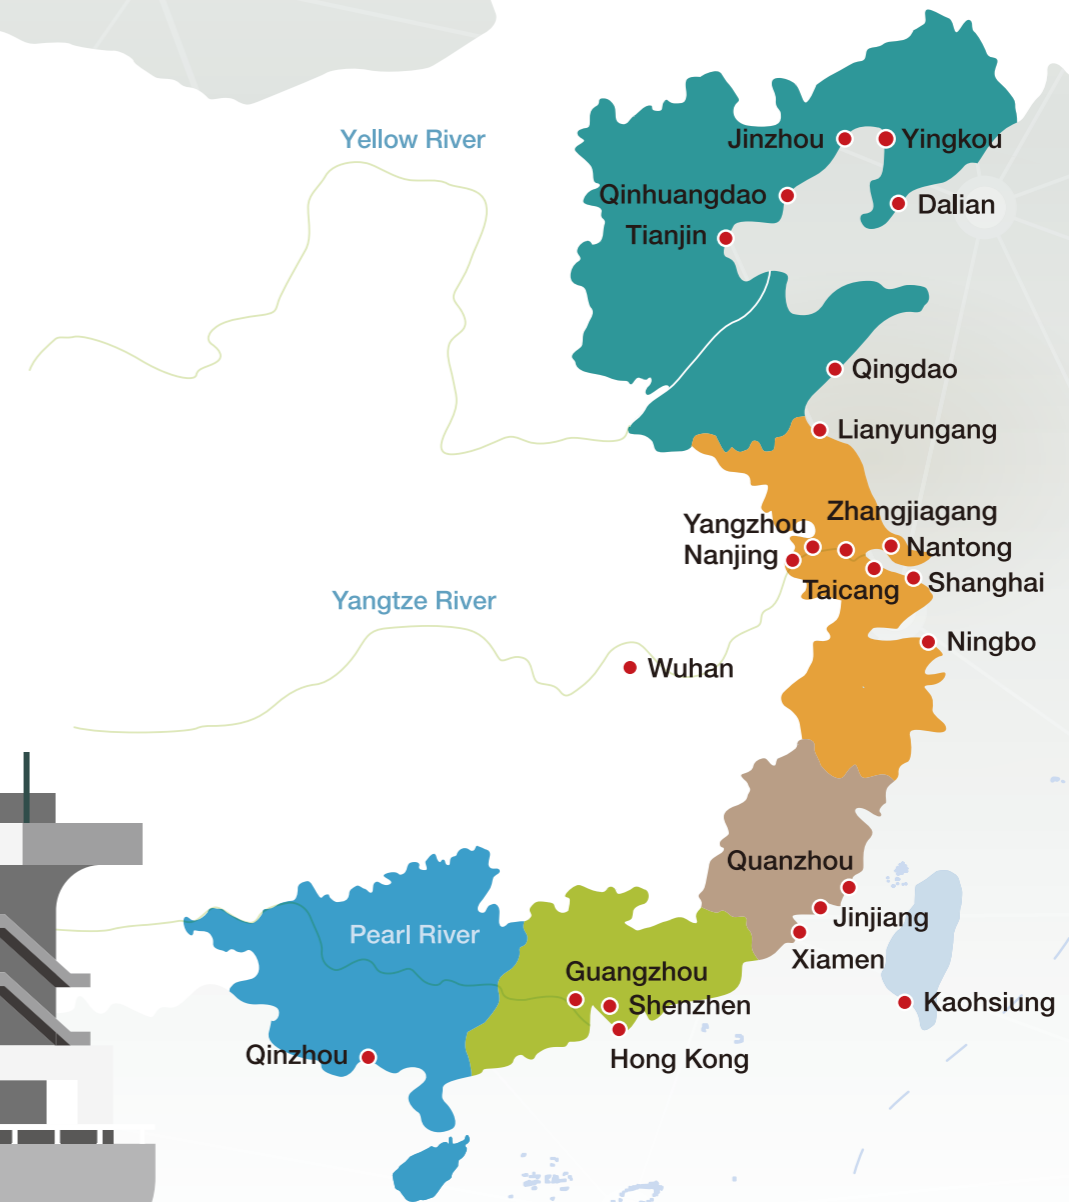 Yellow River
Jinzhou
Yingkou
Qinhuangdao
Dalian
Tianjin
Qingdao
Lianyungang
Zhangjiagang
Yangzhou
Nanjing
Nantong
Taicang
Shanghai
Yangtze River
Ningbo
Wuhan
Quanzhou
Jinjiang
Pearl River
Xiamen
Guangzhou
Shenzhen
Kaohsiung
Qinzhou
Hong Kong